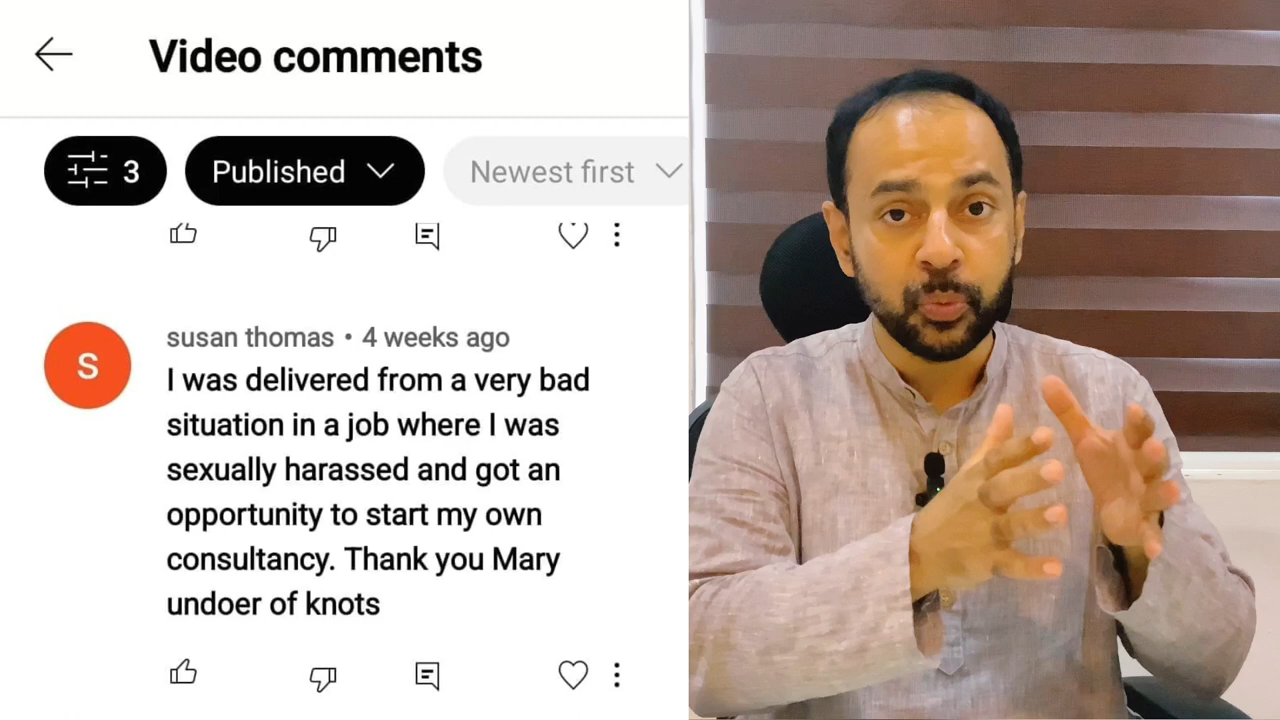 Video comments
3
Published
Newest first
S
susan thomas • 4 weeks ago
I was delivered from a very bad
situation in a job where I was
sexually harassed and got an
opportunity to start my own
consultancy. Thank you Mary
undoer of knots